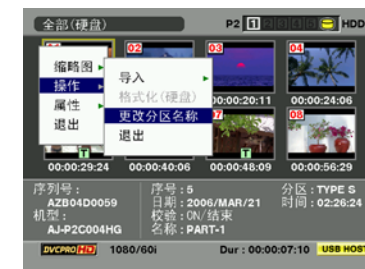 全部(硬盘) P2 1 HDD
02 03 04
缩略图
操作
属性
退出
导入
格式化(硬盘)
更改分区名称
退出
00:00:20:11 00:00:24:06
T T
00:00:29:24 00:00:40:06 00:00:48:09 00:00:56:29
序列号: 序号:5 分区:TYPE S
AZB04D0059 日期:2006/MAR/21 时间:02:26:24
机型: 校验:ON/结束
AJ-P2C004HG 名称:PART-1
DVCPRO HD 1080/60i Dur : 00:00:07:10 USB HOST